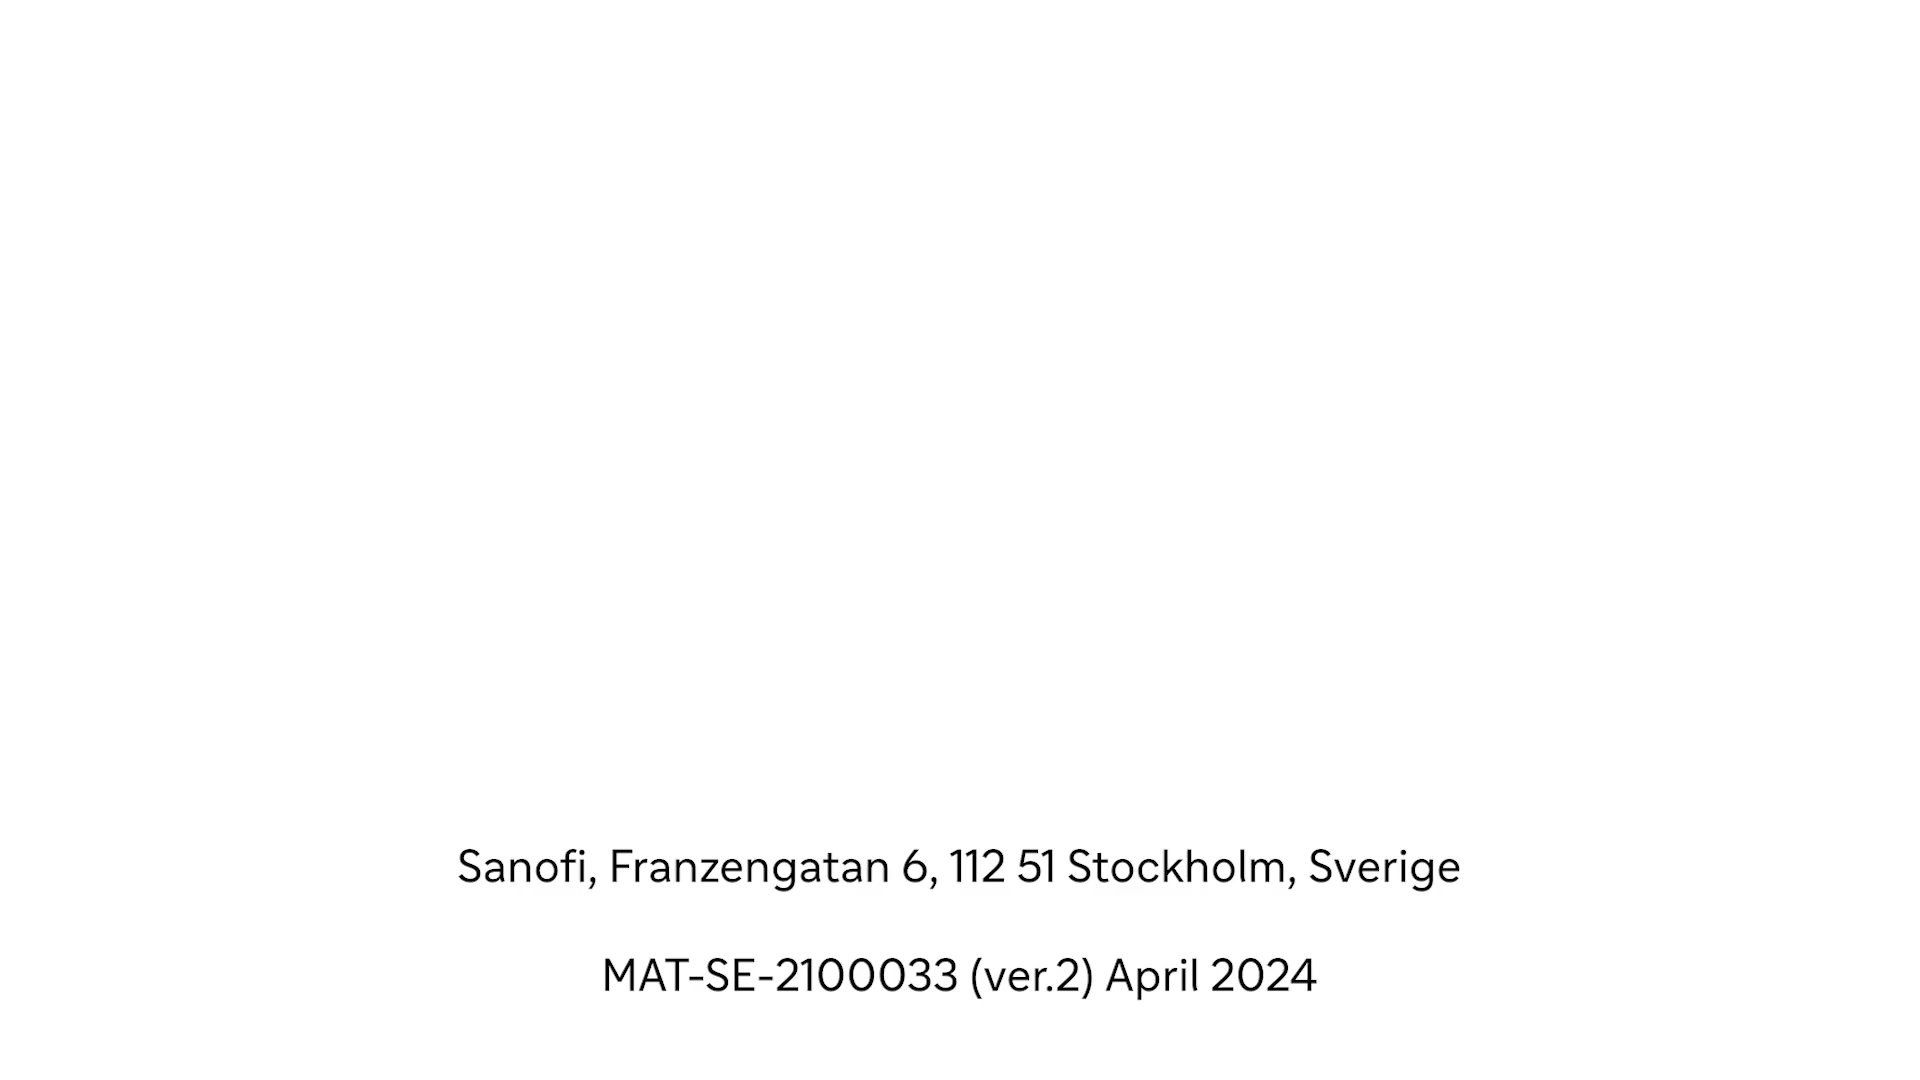 Sanofi, Franzengatan 6, 112 51 Stockholm, Sverige
MAT-SE-2100033 (ver.2) April 2024